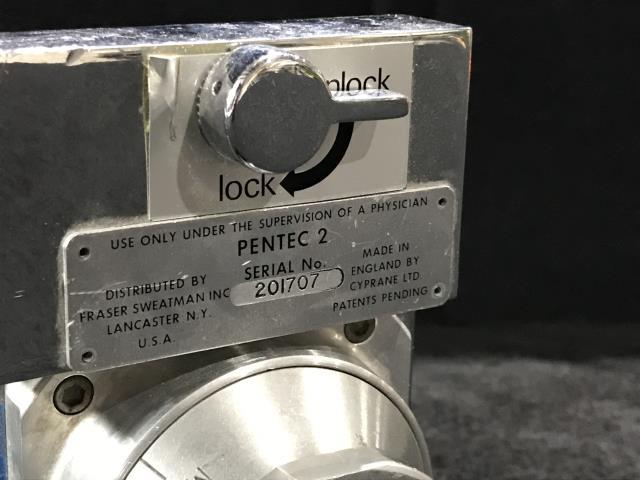 lock
USE ONLY UNDER THE SUPERVISION OF A PHYSICIAN
PENTEC 2
SERIAL No.
201707
DISTRIBUTED BY
FRASER SWEATMAN INC
LANCASTER N.Y.
U.S.A.
MADE IN
ENGLAND BY
CYPRANE LTD.
PATENTS PENDING